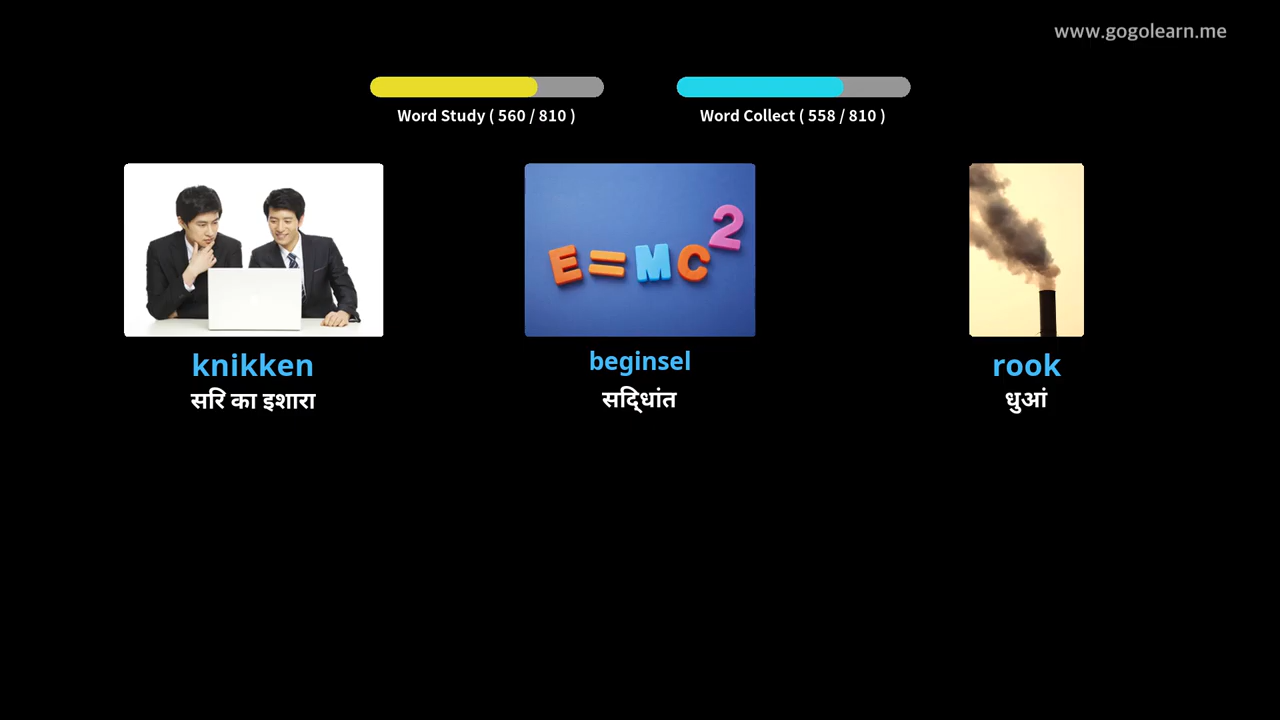 www.gogolearn.me
Word Study ( 560 / 810 )
Word Collect ( 558 / 810 )
E=MC2
knikken
beginsel
rook
सरि का इशारा
सदि्धांत
धुआं